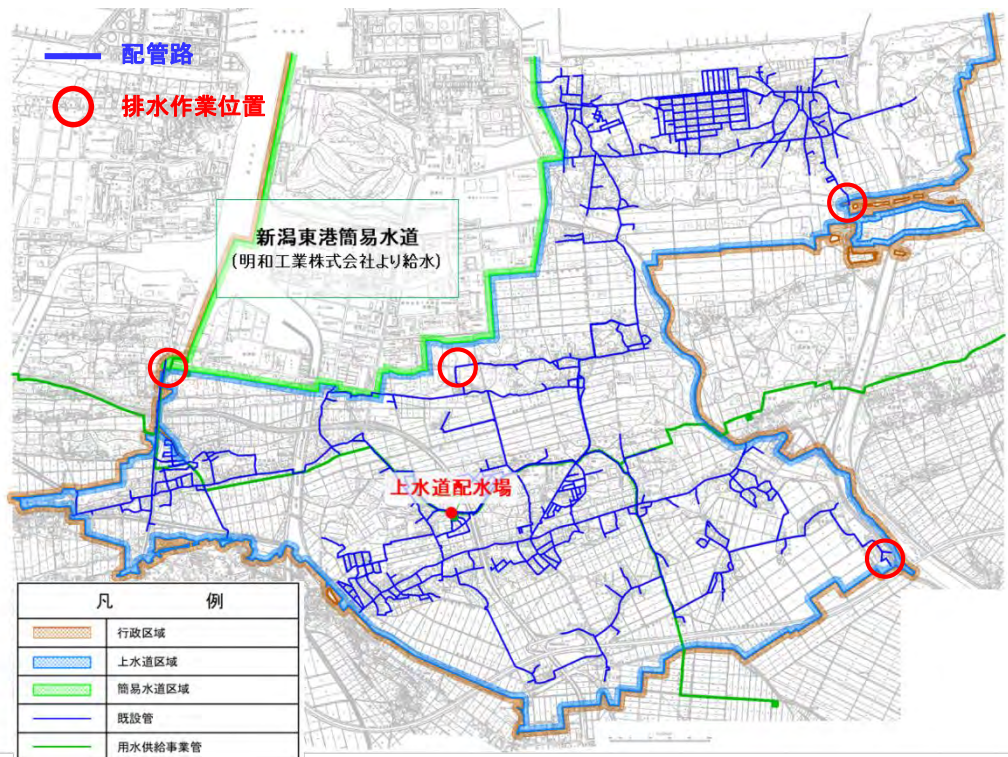 配管路
排水作業位置
新潟東港簡易水道
(明和工業株式会社より給水)
上水道配水場
凡 例
行政区域
上水道区域
簡易水道区域
既設管
用水供給事業管